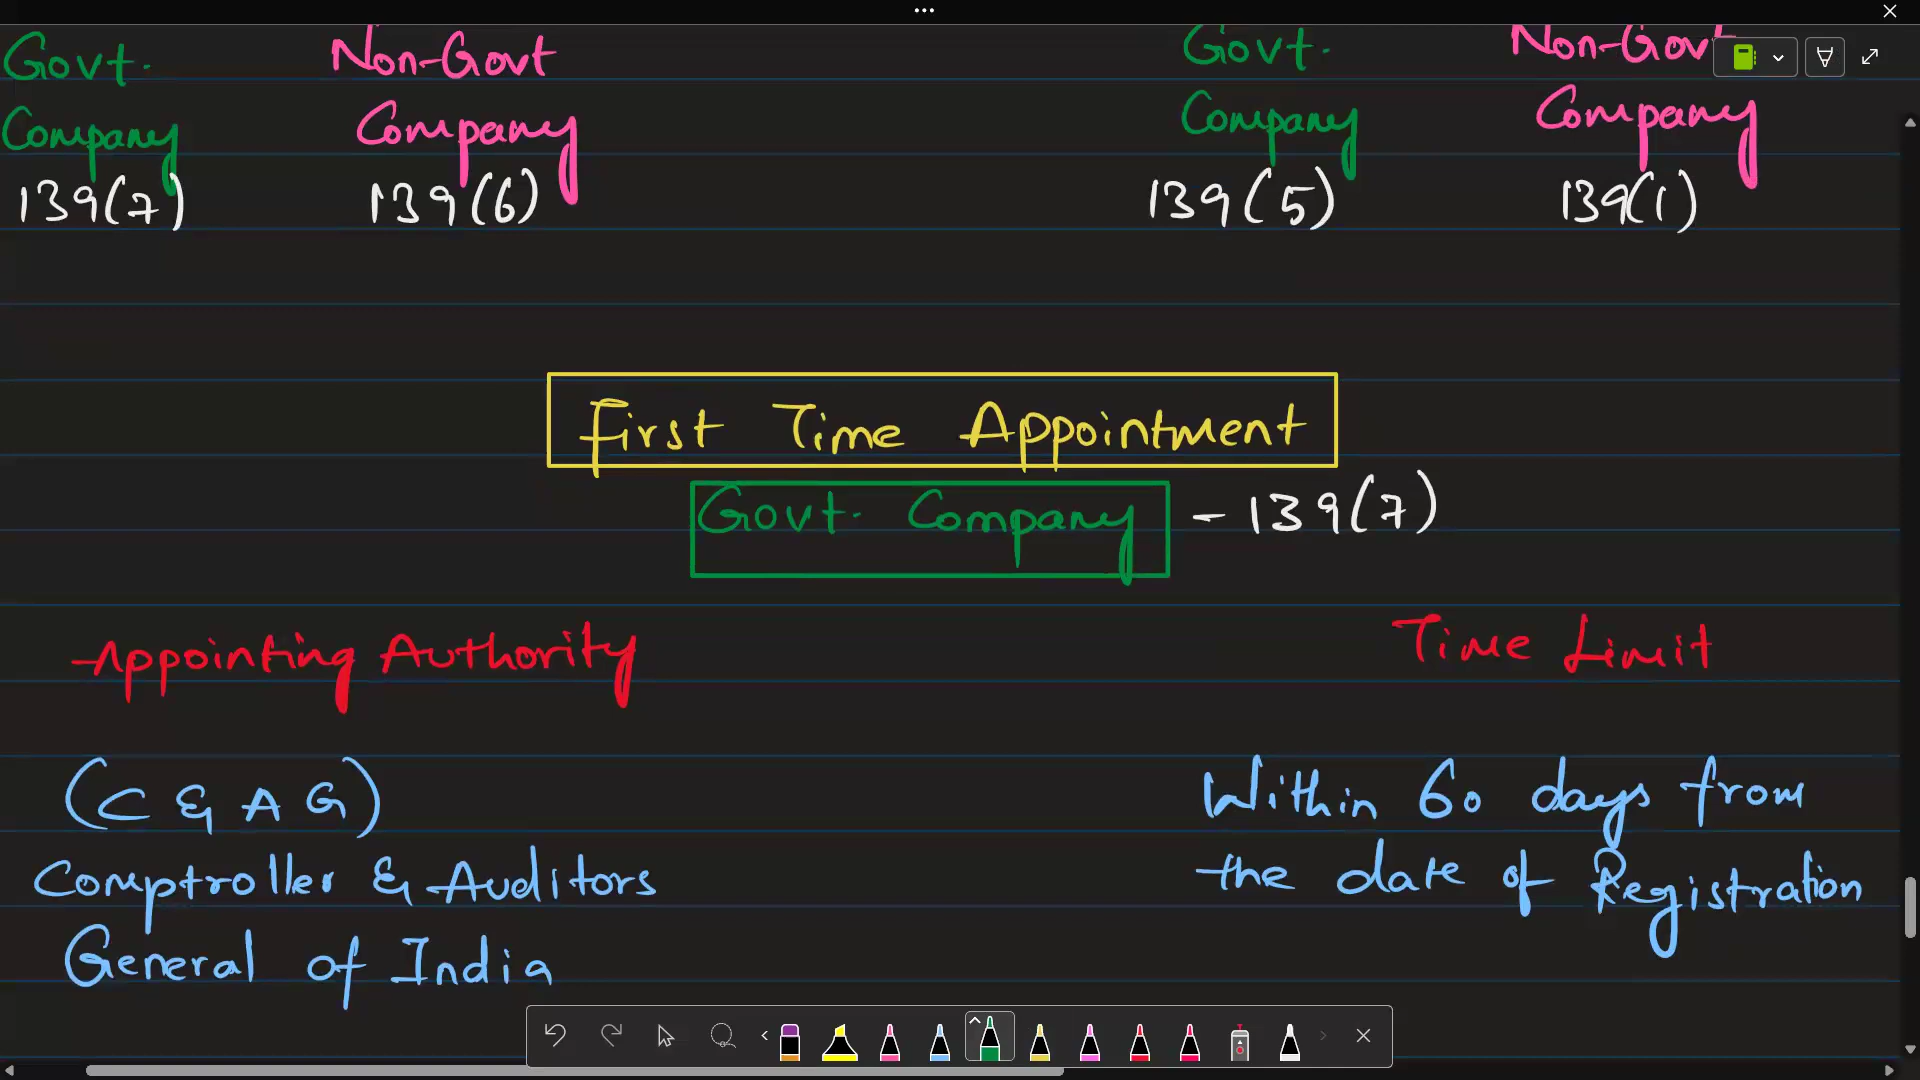 Govt. Non-Govt Govt. Non-Govt
Company Company Company Company
139(7) 139(6) 139(5) 139(1)
First Time Appointment
Govt. Company - 139(7)
Appointing Authority Time Limit
(C & A G) Within 60 days from
Comptroller & Auditors the date of Registration
General of India